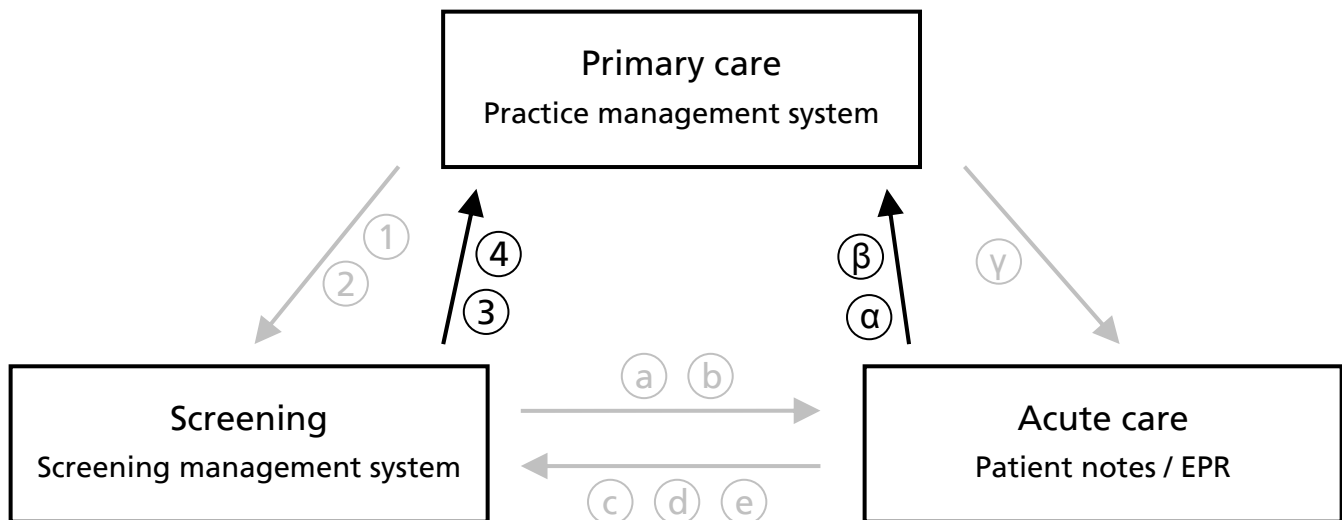 Primary care
Practice management system
1
2
4
3
β
α
γ
a b
Screening
Screening management system
Acute care
Patient notes / EPR
c d e